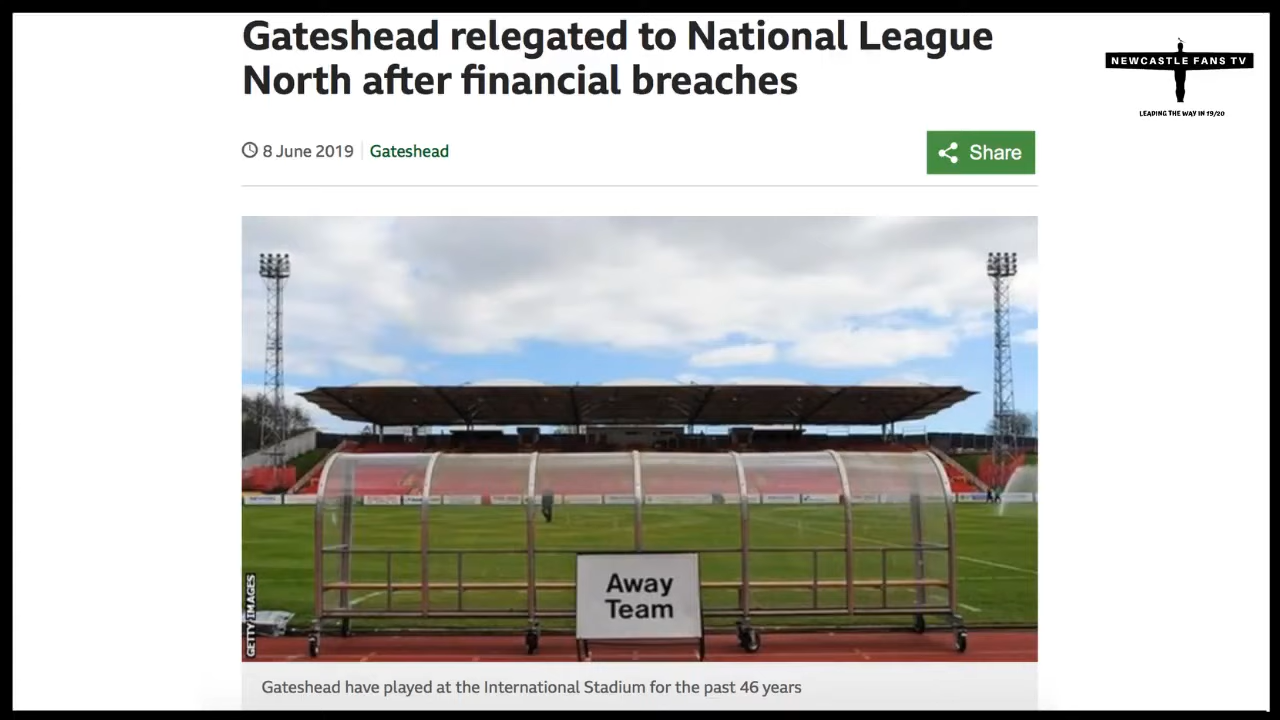 Gateshead relegated to National League
North after financial breaches
NEWCASTLE FANS TV
LEADING THE WAY IN 19/20
8 June 2019 Gateshead
Share
Away
Team
GETTY IMAGES
Gateshead have played at the International Stadium for the past 46 years